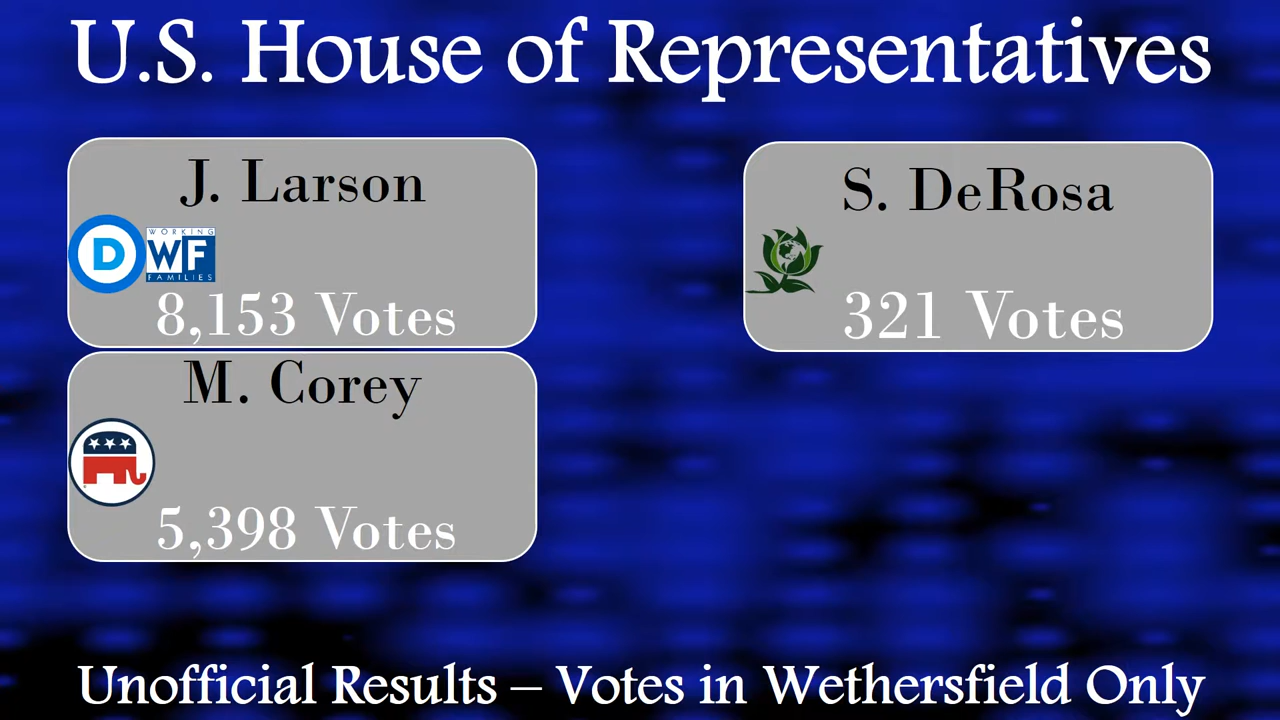 U.S. House of Representatives
J. Larson
D
WORKING
WF
FAMILIES
8,153 Votes
M. Corey
5,398 Votes
S. DeRosa
321 Votes
Unofficial Results – Votes in Wethersfield Only